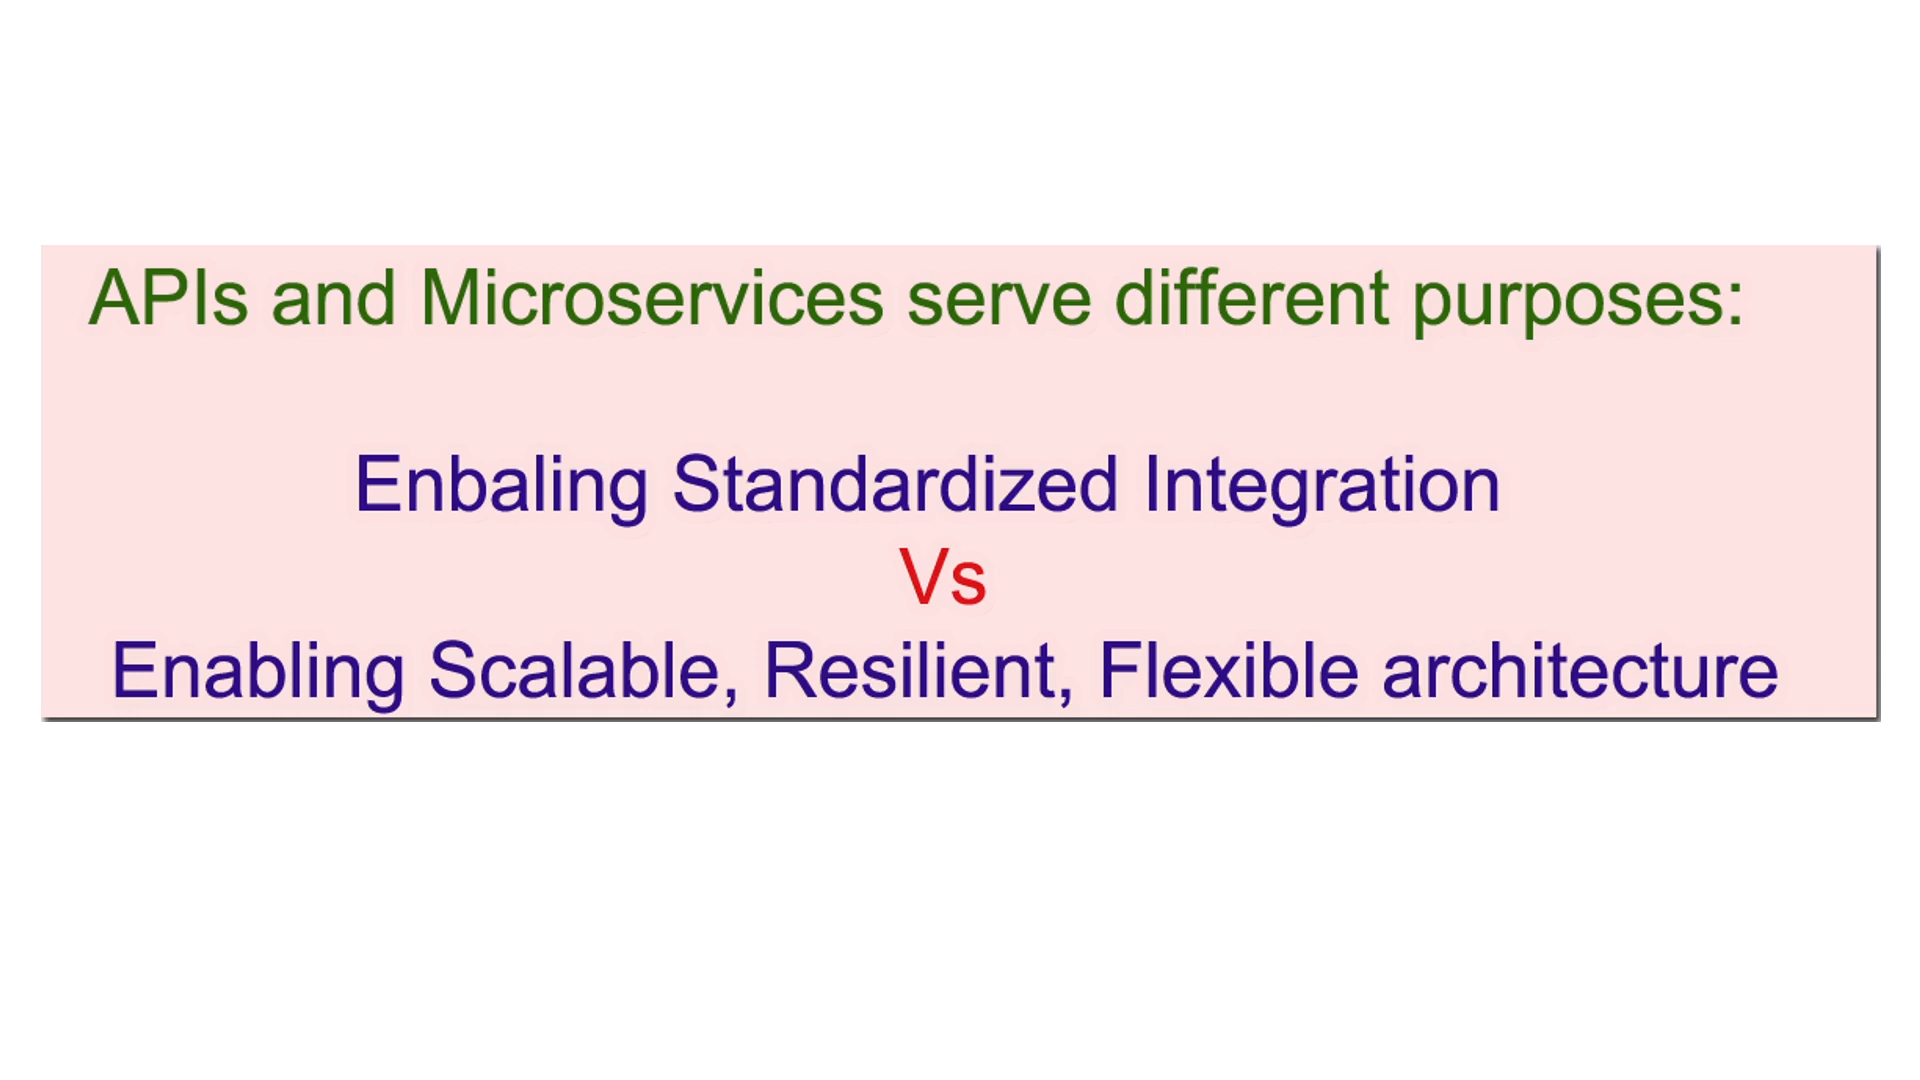 APIs and Microservices serve different purposes:
Enbaling Standardized Integration
Vs
Enabling Scalable, Resilient, Flexible architecture